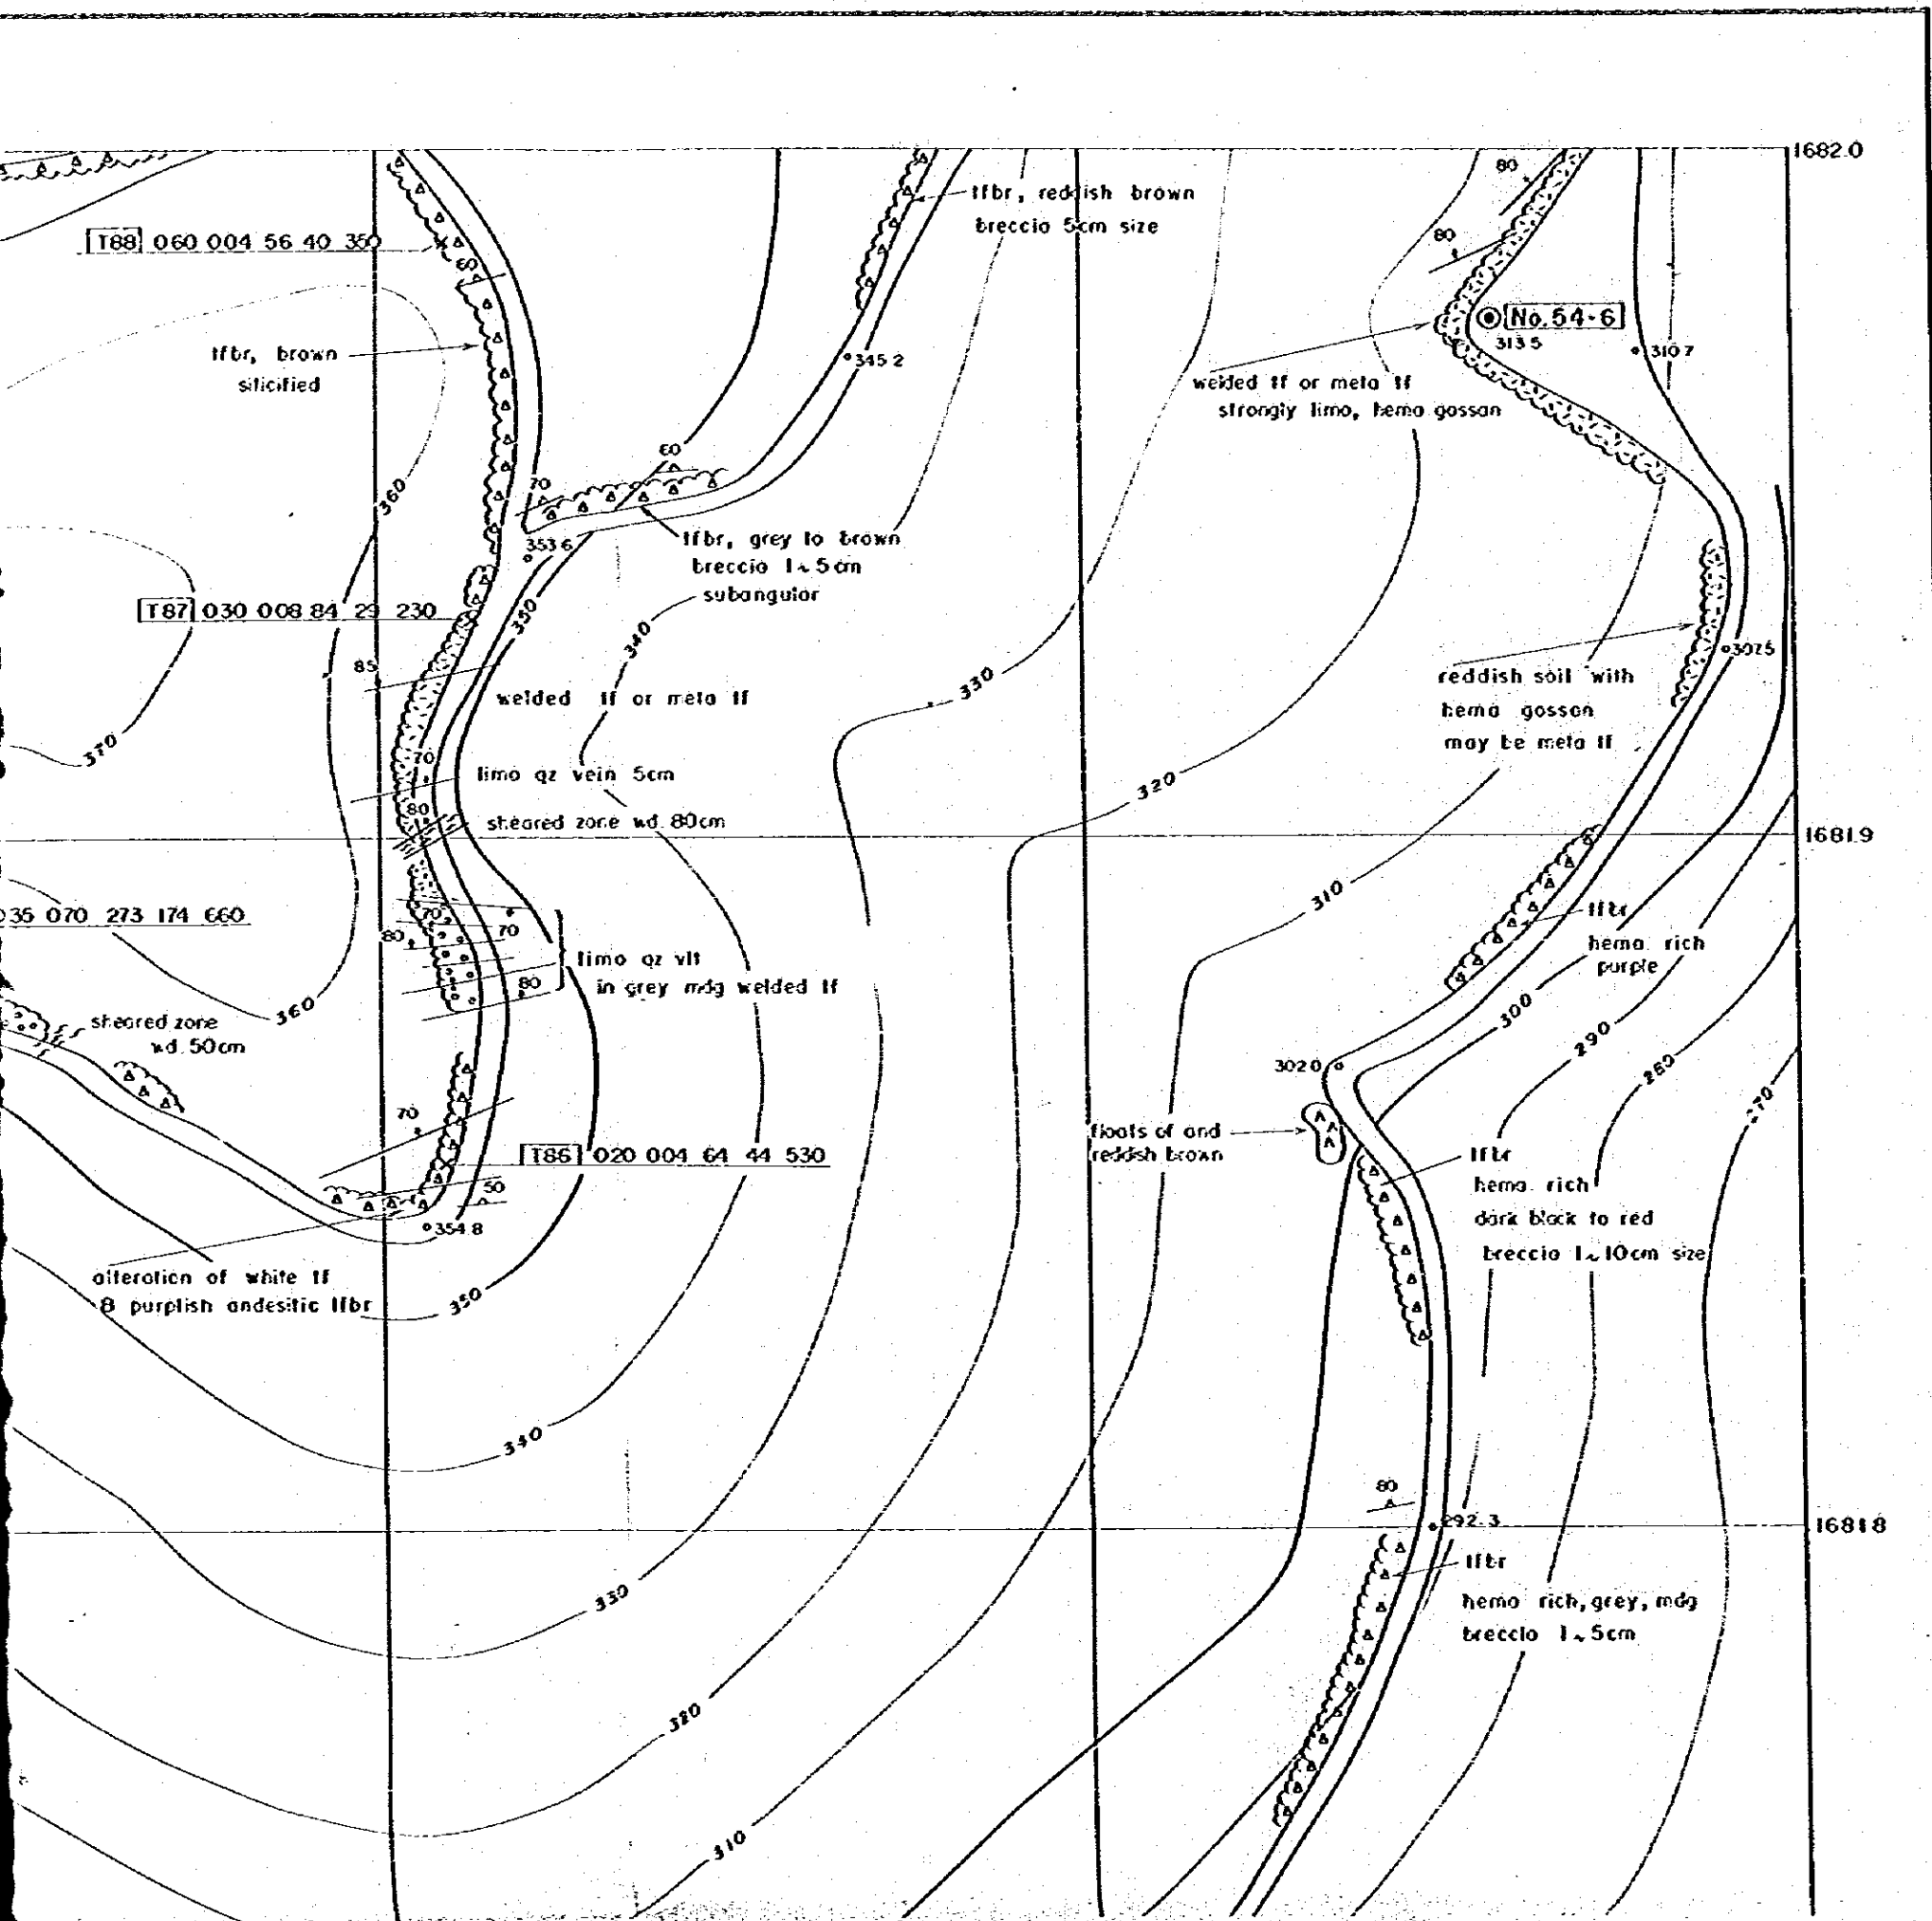 1682.0
80
tfbr, reddish brown
breccia 5cm size
80
T88 060 004 56 40 350
60
No. 54-6
313.5
310.7
345.2
tfbr, brown
silicified
welded tf or meta tf
strongly limo, hema gossan
60
70
360
353.6
tfbr, grey to brown
breccia 1~5cm
subangular
T87 030 008 84 29 230
350
340
85
307.5
330
reddish soil with
hema gossan
may be meta tf
welded tf or meta tf
370
70
limo qz vein 5cm
320
80
sheared zone wd. 80cm
1681.9
310
tfbr
hema. rich
purple
35 070 273 174 660
70
80
70
limo qz vlt
in grey mdg welded tf
80
360
300
290
280
sheared zone
wd. 50cm
302.0
70
70
floats of and
reddish brown
T86 020 004 64 44 530
tfbr
hema. rich
dark black to red
breccia 1~10cm size
50
354.8
alteration of white tf
& purplish andesitic tfbr
350
340
80
292.3
1681.8
tfbr
hema rich, grey, mdg
breccia 1~5cm
330
320
310